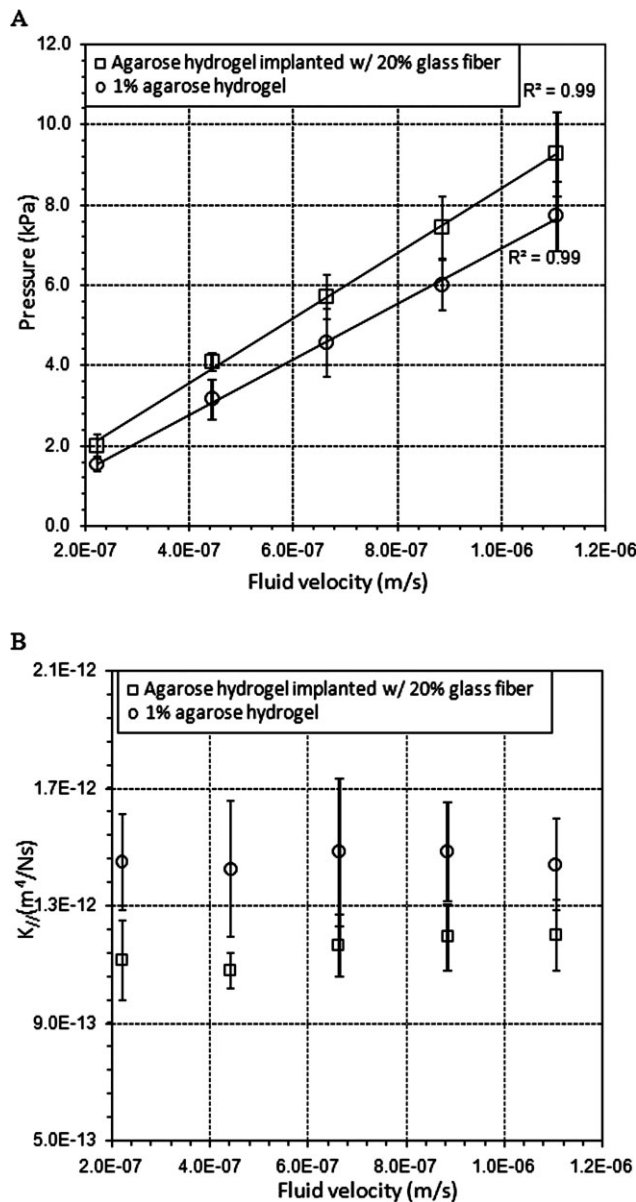 A
12.0
Agarose hydrogel implanted w/ 20% glass fiber
1% agarose hydrogel
R² = 0.99
10.0
8.0
R² = 0.99
6.0
4.0
2.0
0.0
Pressure (kPa)
2.0E-07 4.0E-07 6.0E-07 8.0E-07 1.0E-06 1.2E-06
Fluid velocity (m/s)
B
2.1E-12
Agarose hydrogel implanted w/ 20% glass fiber
1% agarose hydrogel
1.7E-12
1.3E-12
9.0E-13
5.0E-13
K//(m⁴/Ns)
2.0E-07 4.0E-07 6.0E-07 8.0E-07 1.0E-06 1.2E-06
Fluid velocity (m/s)